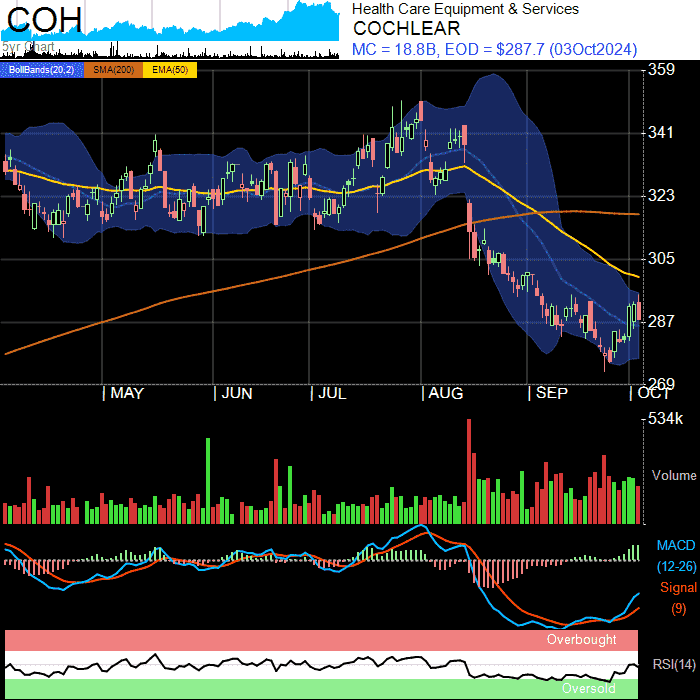 COH
5yr Chart
Health Care Equipment & Services
COCHLEAR
MC = 18.8B, EOD = $287.7 (03Oct2024)
BollBands(20,2) SMA(200) EMA(50)
359
341
323
305
287
269
MAY JUN JUL AUG SEP OCT
534k
Volume
MACD
(12-26)
Signal
(9)
Overbought
RSI(14)
Oversold